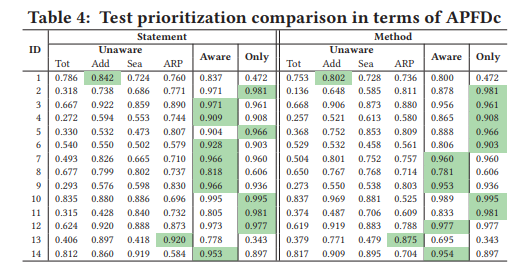 Table 4: Test prioritization comparison in terms of APFDc
Statement Method
ID Unaware Aware Only Unaware Aware Only
Tot Add Sea ARP Tot Add Sea ARP
1 0.786 0.842 0.724 0.760 0.837 0.472 0.753 0.802 0.728 0.736 0.800 0.472
2 0.318 0.738 0.686 0.771 0.971 0.981 0.136 0.648 0.585 0.811 0.878 0.981
3 0.667 0.922 0.859 0.890 0.971 0.961 0.668 0.906 0.873 0.880 0.956 0.961
4 0.272 0.594 0.553 0.744 0.909 0.908 0.257 0.521 0.613 0.580 0.865 0.908
5 0.330 0.532 0.473 0.807 0.904 0.966 0.368 0.752 0.853 0.809 0.888 0.966
6 0.540 0.550 0.502 0.579 0.928 0.903 0.529 0.532 0.458 0.561 0.806 0.903
7 0.493 0.826 0.665 0.710 0.966 0.960 0.504 0.801 0.752 0.757 0.960 0.960
8 0.677 0.799 0.802 0.737 0.818 0.606 0.650 0.767 0.768 0.714 0.781 0.606
9 0.293 0.576 0.598 0.830 0.966 0.936 0.273 0.550 0.538 0.803 0.953 0.936
10 0.835 0.880 0.886 0.696 0.995 0.995 0.837 0.969 0.881 0.525 0.989 0.995
11 0.315 0.428 0.840 0.732 0.805 0.981 0.374 0.487 0.706 0.609 0.833 0.981
12 0.624 0.920 0.888 0.873 0.973 0.977 0.619 0.919 0.883 0.788 0.977 0.977
13 0.406 0.897 0.418 0.920 0.778 0.343 0.379 0.771 0.479 0.875 0.695 0.343
14 0.812 0.860 0.919 0.584 0.953 0.897 0.817 0.909 0.895 0.704 0.954 0.897